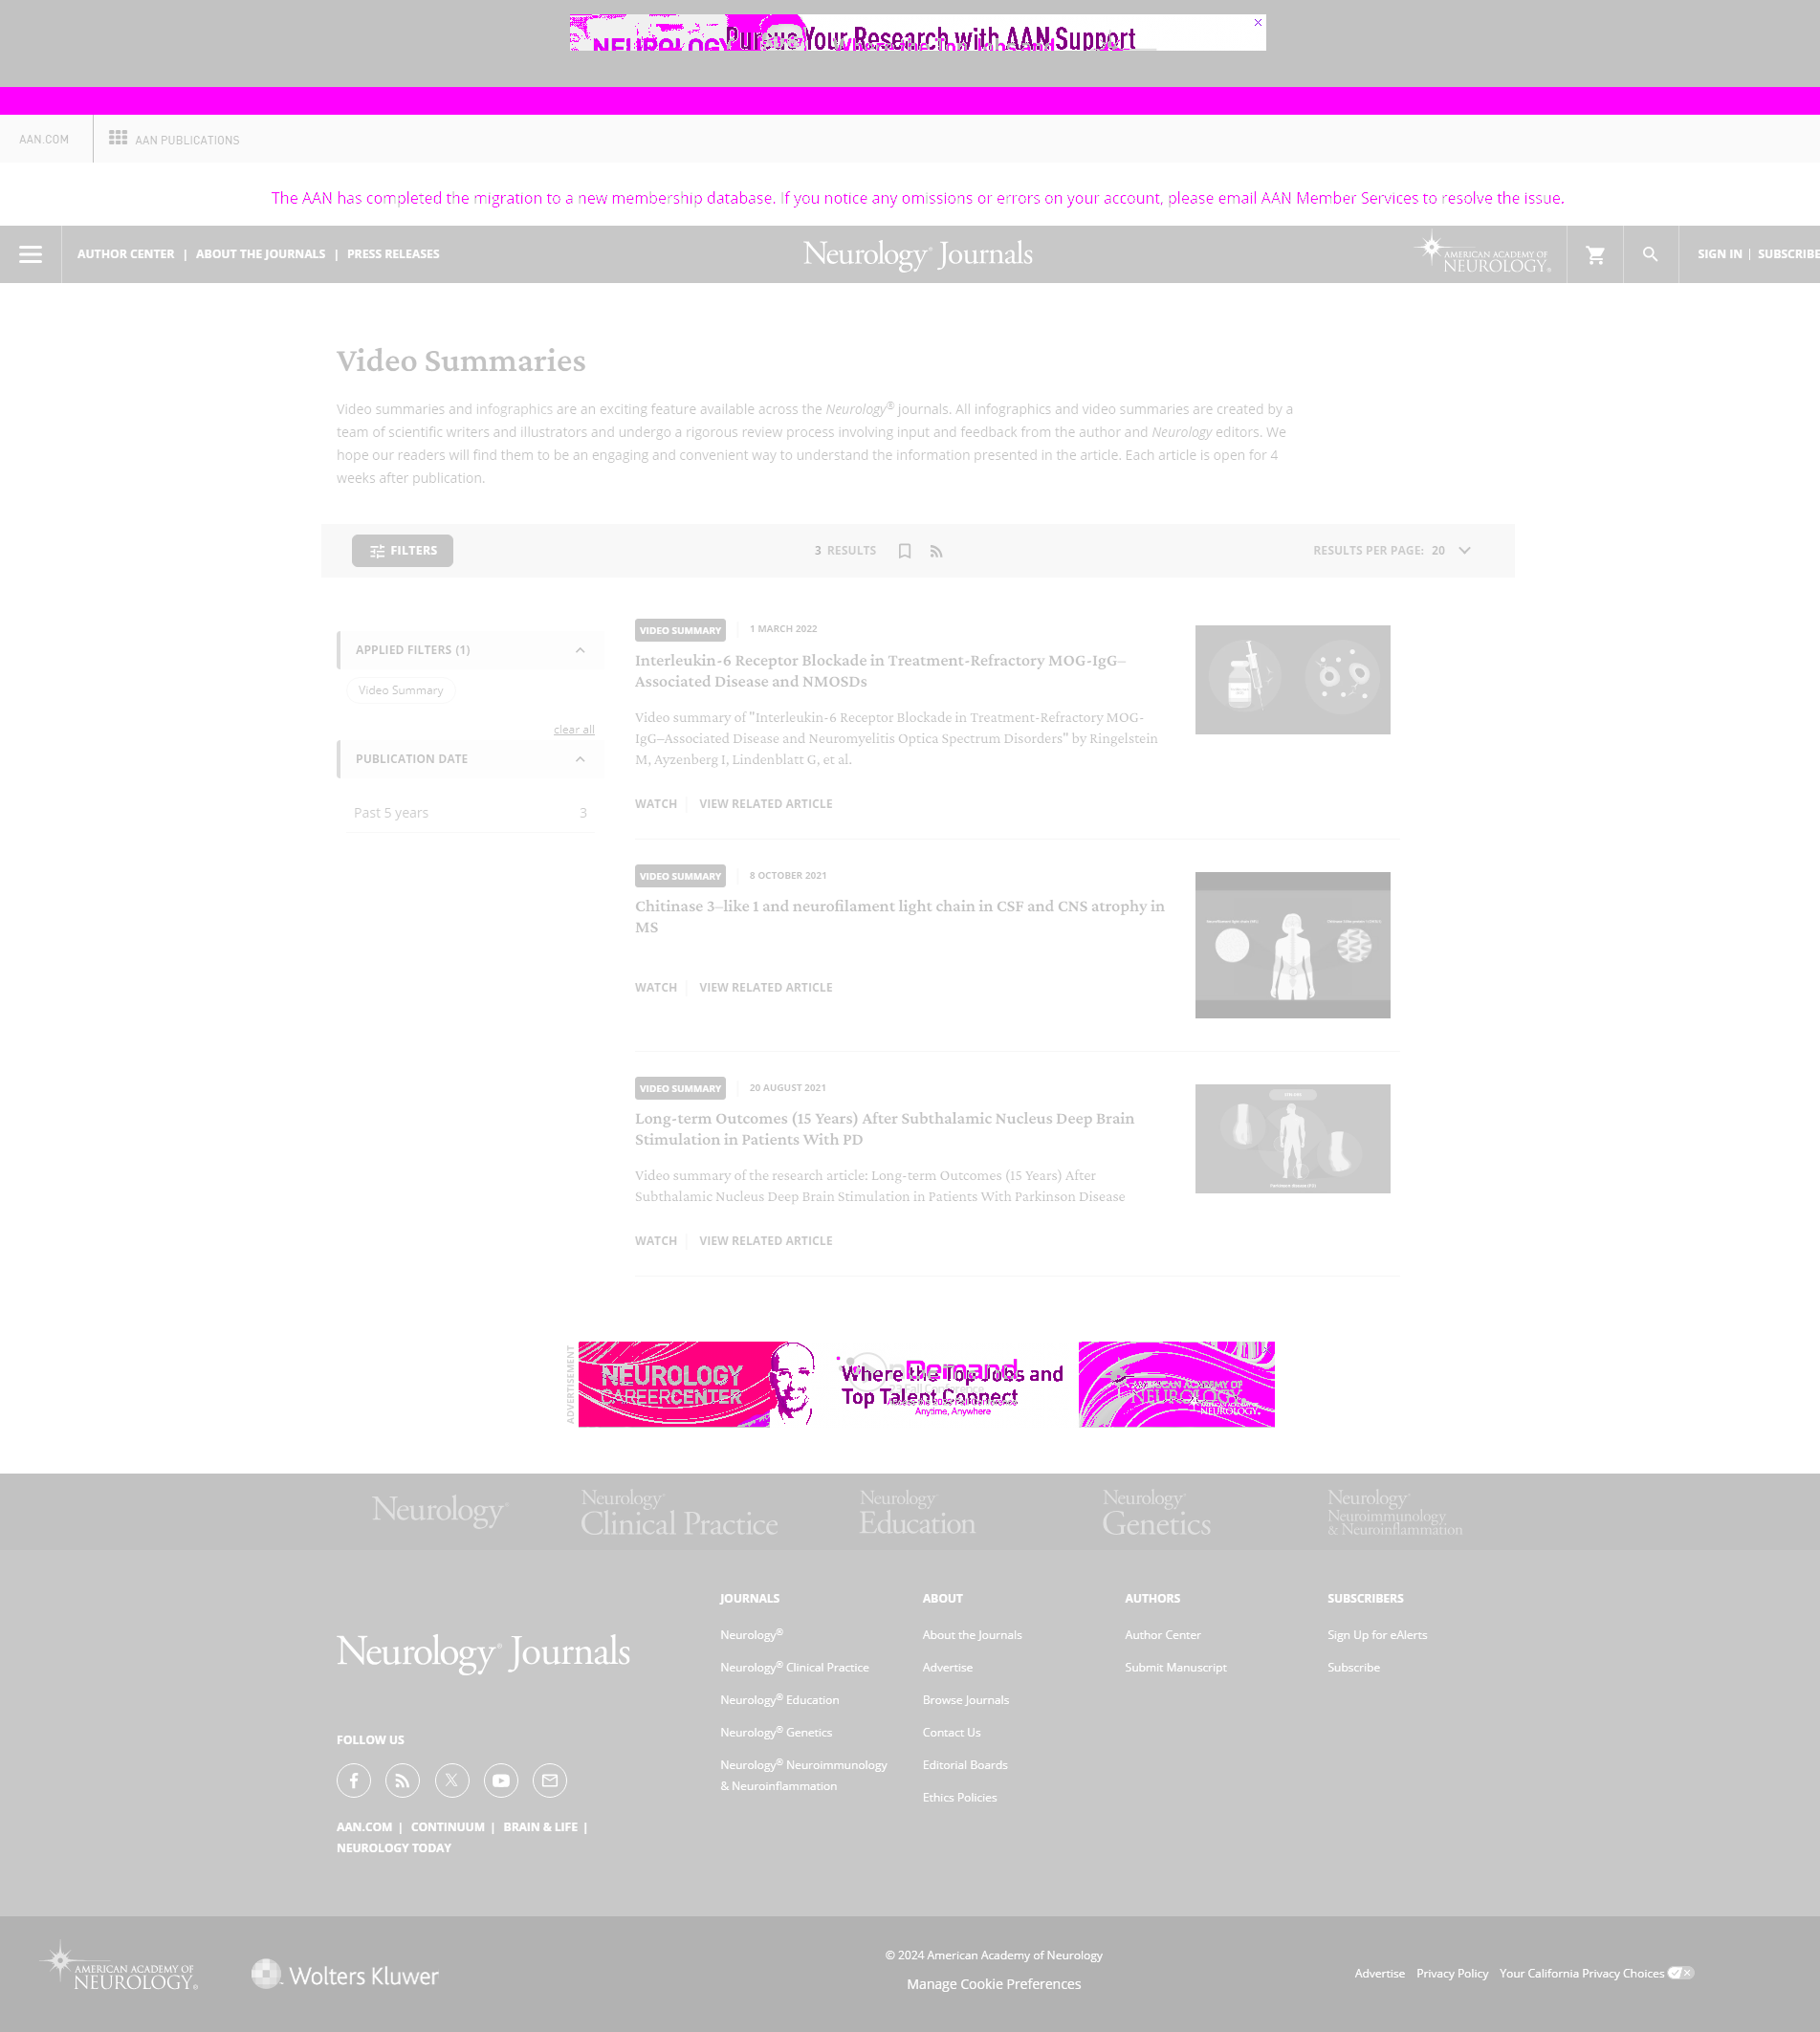 Pursue Your Research with AAN Support
NEUROLOGY
AAN.COM
AAN PUBLICATIONS
The AAN has completed the migration to a new membership database. If you notice any omissions or errors on your account, please email AAN Member Services to resolve the issue.
AUTHOR CENTER | ABOUT THE JOURNALS | PRESS RELEASES
Neurology® Journals
AMERICAN ACADEMY OF
NEUROLOGY®
SIGN IN | SUBSCRIBE
Video Summaries
Video summaries and infographics are an exciting feature available across the Neurology® journals. All infographics and video summaries are created by a
team of scientific writers and illustrators and undergo a rigorous review process involving input and feedback from the author and Neurology editors. We
hope our readers will find them to be an engaging and convenient way to understand the information presented in the article. Each article is open for 4
weeks after publication.
FILTERS
3 RESULTS
RESULTS PER PAGE: 20
APPLIED FILTERS (1)
Video Summary
clear all
PUBLICATION DATE
Past 5 years 3
VIDEO SUMMARY 1 MARCH 2022
Interleukin-6 Receptor Blockade in Treatment-Refractory MOG-IgG–
Associated Disease and NMOSDs
Video summary of "Interleukin-6 Receptor Blockade in Treatment-Refractory MOG-
IgG–Associated Disease and Neuromyelitis Optica Spectrum Disorders" by Ringelstein
M, Ayzenberg I, Lindenblatt G, et al.
WATCH VIEW RELATED ARTICLE
VIDEO SUMMARY 8 OCTOBER 2021
Chitinase 3–like 1 and neurofilament light chain in CSF and CNS atrophy in
MS
WATCH VIEW RELATED ARTICLE
VIDEO SUMMARY 20 AUGUST 2021
Long-term Outcomes (15 Years) After Subthalamic Nucleus Deep Brain
Stimulation in Patients With PD
Video summary of the research article: Long-term Outcomes (15 Years) After
Subthalamic Nucleus Deep Brain Stimulation in Patients With Parkinson Disease
WATCH VIEW RELATED ARTICLE
ADVERTISEMENT
NEUROLOGY
CAREERCENTER
Where the Top Jobs and
Top Talent Connect
Anytime, Anywhere
AMERICAN ACADEMY OF
NEUROLOGY.
Neurology®
Neurology® Clinical Practice
Neurology® Education
Neurology® Genetics
Neurology® Neuroimmunology & Neuroinflammation
Neurology® Journals
FOLLOW US
AAN.COM | CONTINUUM | BRAIN & LIFE |
NEUROLOGY TODAY
JOURNALS
Neurology®
Neurology® Clinical Practice
Neurology® Education
Neurology® Genetics
Neurology® Neuroimmunology
& Neuroinflammation
ABOUT
About the Journals
Advertise
Browse Journals
Contact Us
Editorial Boards
Ethics Policies
AUTHORS
Author Center
Submit Manuscript
SUBSCRIBERS
Sign Up for eAlerts
Subscribe
AMERICAN ACADEMY OF
NEUROLOGY®
Wolters Kluwer
© 2024 American Academy of Neurology
Manage Cookie Preferences
Advertise Privacy Policy Your California Privacy Choices